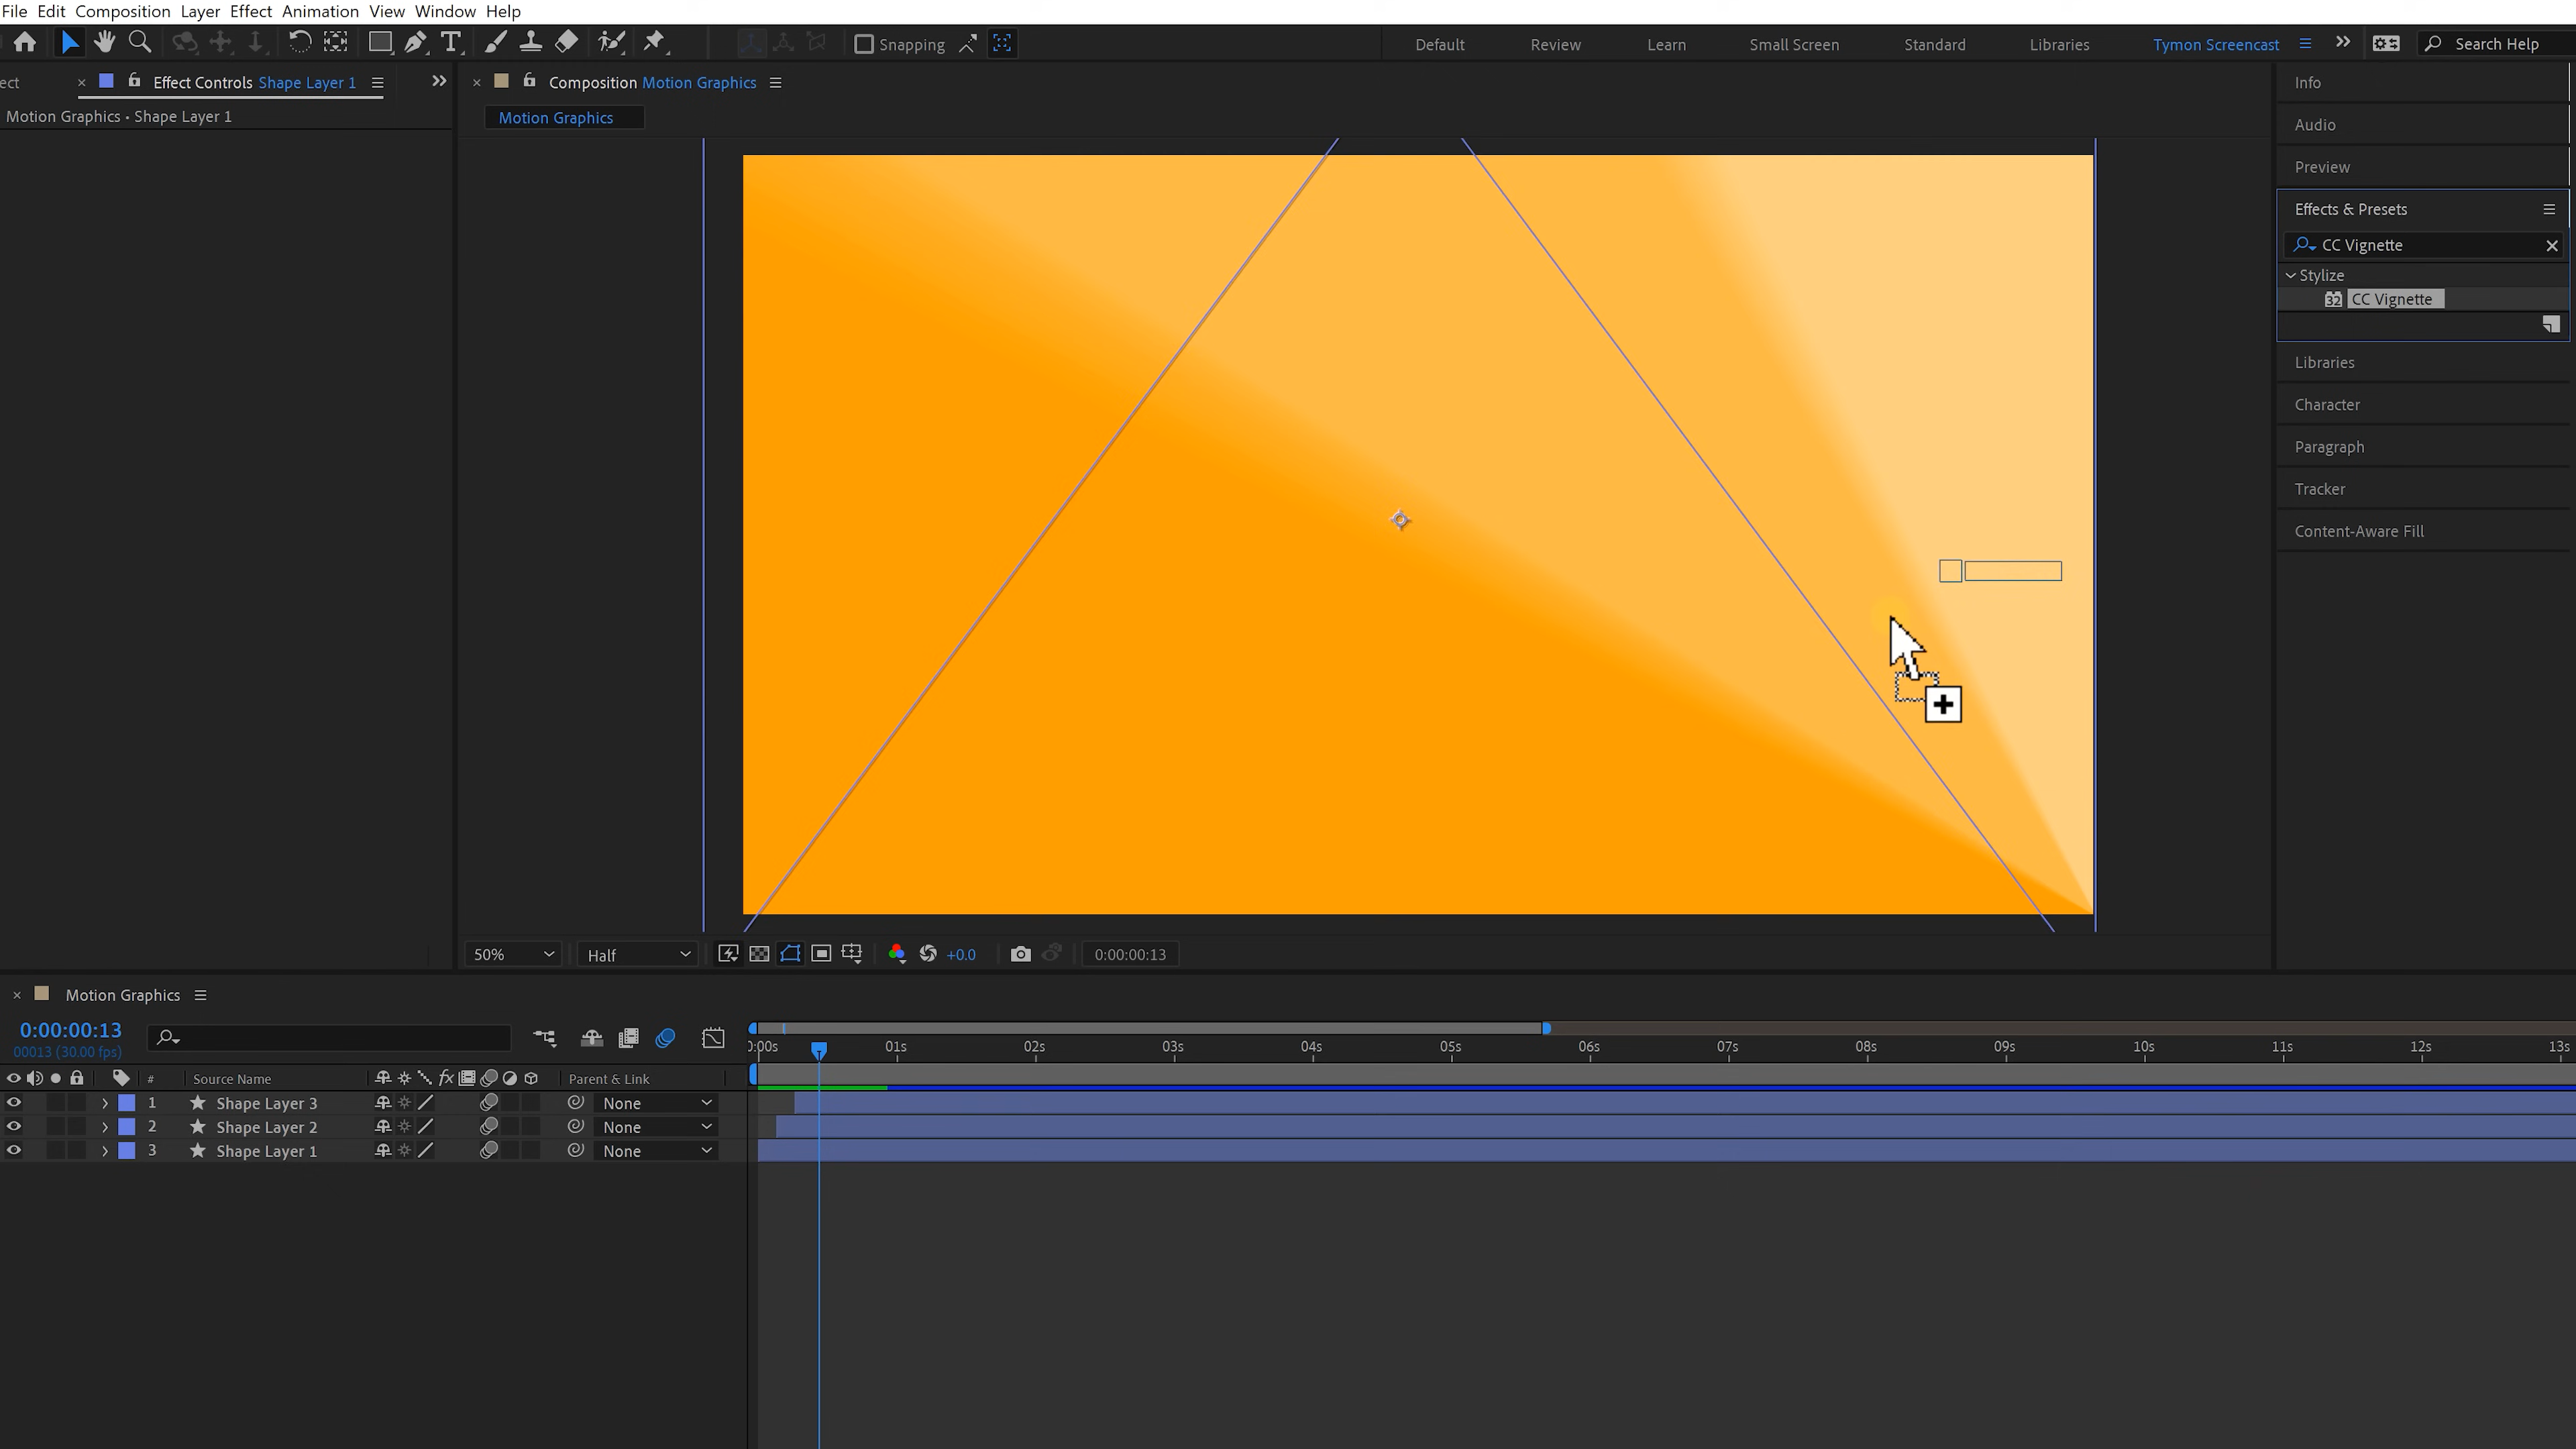 File Edit Composition Layer Effect Animation View Window Help
Snapping
Default Review Learn Small Screen Standard Libraries Tymon Screencast Search Help
ect × Effect Controls Shape Layer 1
Motion Graphics • Shape Layer 1
× Composition Motion Graphics
Motion Graphics
Info
Audio
Preview
Effects & Presets
CC Vignette
Stylize
32 CC Vignette
Libraries
Character
Paragraph
Tracker
Content-Aware Fill
50% Half +0.0 0:00:00:13
× Motion Graphics
0:00:00:13
00013 (30.00 fps)
0:00s 01s 02s 03s 04s 05s 06s 07s 08s 09s 10s 11s 12s 13s
# Source Name fx Parent & Link
1 Shape Layer 3 None
2 Shape Layer 2 None
3 Shape Layer 1 None